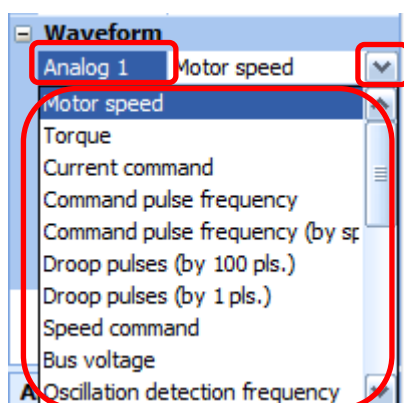 Waveform
Analog 1 Motor speed
Motor speed
Torque
Current command
Command pulse frequency
Command pulse frequency (by
Droop pulses (by 100 pls.)
Droop pulses (by 1 pls.)
Speed command
Bus voltage
Oscillation detection frequency